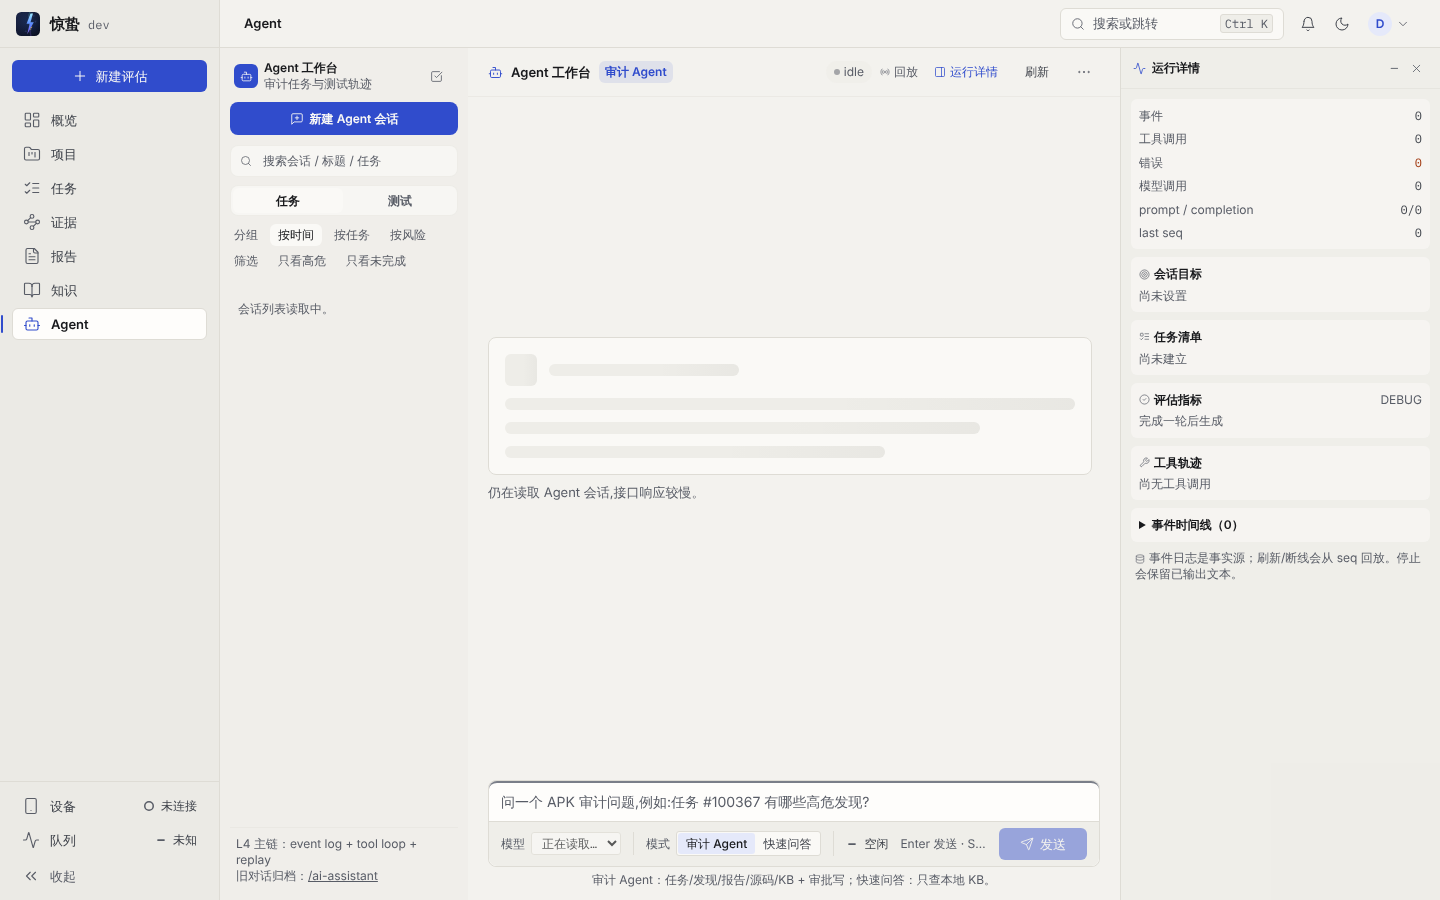 惊蛰 dev
新建评估
概览
项目
任务
证据
报告
知识
Agent
设备 未连接
队列 未知
收起
Agent
搜索或跳转 Ctrl K
D
Agent 工作台
审计任务与测试轨迹
新建 Agent 会话
搜索会话 / 标题 / 任务
任务 测试
分组 按时间 按任务 按风险
筛选 只看高危 只看未完成
会话列表读取中。
L4 主链：event log + tool loop +
replay
旧对话归档：/ai-assistant
Agent 工作台 审计 Agent idle 回放 运行详情 刷新 ···
仍在读取 Agent 会话,接口响应较慢。
问一个 APK 审计问题,例如:任务 #100367 有哪些高危发现?
模型 正在读取... 模式 审计 Agent 快速问答 空闲 Enter 发送 · S... 发送
审计 Agent：任务/发现/报告/源码/KB + 审批写；快速问答：只查本地 KB。
运行详情
事件 0
工具调用 0
错误 0
模型调用 0
prompt / completion 0/0
last seq 0
会话目标
尚未设置
任务清单
尚未建立
评估指标 DEBUG
完成一轮后生成
工具轨迹
尚无工具调用
事件时间线（0）
事件日志是事实源；刷新/断线会从 seq 回放。停止
会保留已输出文本。